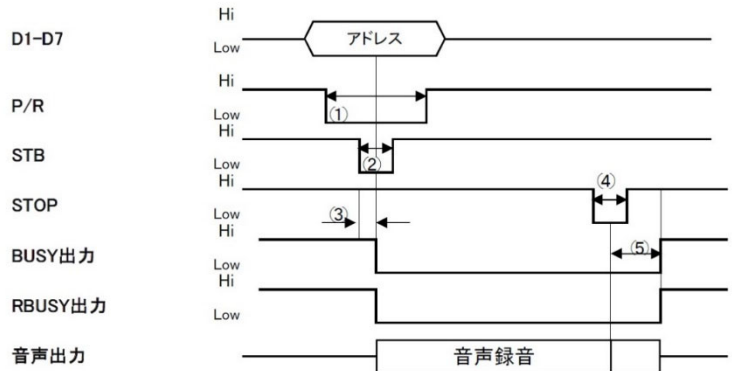 Hi
D1-D7
アドレス
Low
Hi
P/R
Low
①
Hi
STB
Low
②
Hi
STOP
④
Low
③
Hi
BUSY出力
⑤
Low
Hi
RBUSY出力
Low
音声出力
音声録音